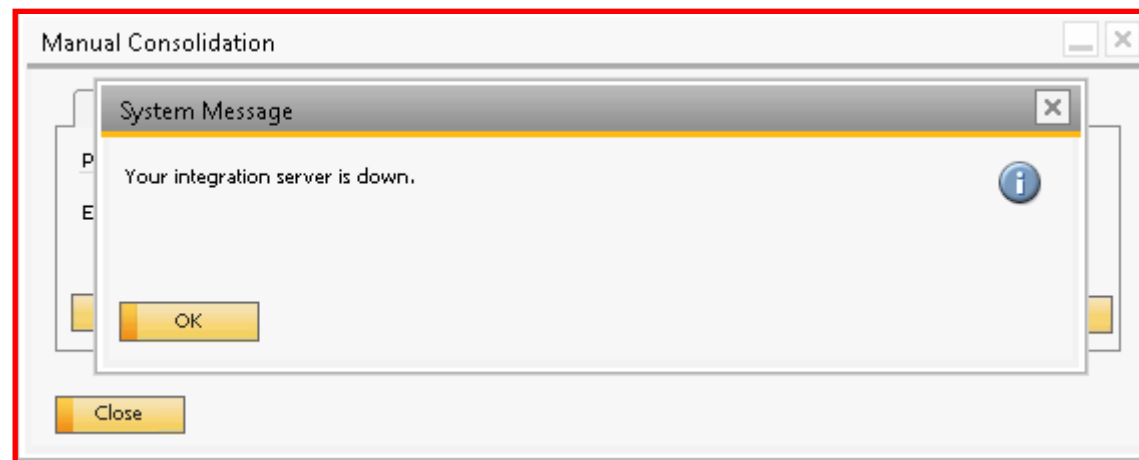 Manual Consolidation
System Message
P
Your integration server is down.
E
OK
Close